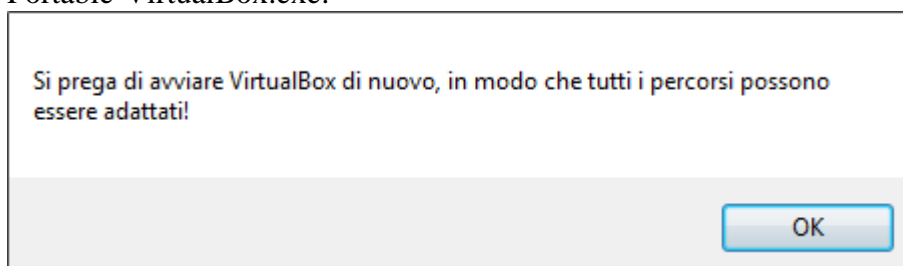 Si prega di avviare VirtualBox di nuovo, in modo che tutti i percorsi possono
essere adattati!
OK